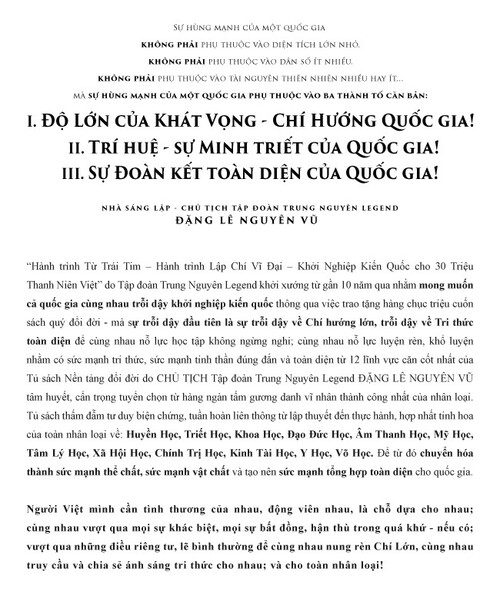 SỰ HÙNG MẠNH CỦA MỘT QUỐC GIA
KHÔNG PHẢI PHỤ THUỘC VÀO DIỆN TÍCH LỚN NHỎ.
KHÔNG PHẢI PHỤ THUỘC VÀO DÂN SỐ ÍT NHIỀU.
KHÔNG PHẢI PHỤ THUỘC VÀO TÀI NGUYÊN THIÊN NHIÊN NHIỀU HAY ÍT...
MÀ SỰ HÙNG MẠNH CỦA MỘT QUỐC GIA PHỤ THUỘC VÀO BA THÀNH TỐ CĂN BẢN:
I. ĐỘ LỚN CỦA KHÁT VỌNG - CHÍ HƯỚNG QUỐC GIA!
II. TRÍ HUỆ - SỰ MINH TRIẾT CỦA QUỐC GIA!
III. SỰ ĐOÀN KẾT TOÀN DIỆN CỦA QUỐC GIA!
NHÀ SÁNG LẬP - CHỦ TỊCH TẬP ĐOÀN TRUNG NGUYÊN LEGEND
ĐẶNG LÊ NGUYÊN VŨ
“Hành trình Từ Trái Tim – Hành trình Lập Chí Vĩ Đại – Khởi Nghiệp Kiến Quốc cho 30 Triệu
Thanh Niên Việt” do Tập đoàn Trung Nguyên Legend khởi xướng từ gần 10 năm qua nhằm mong muốn
cả quốc gia cùng nhau trỗi dậy khởi nghiệp kiến quốc thông qua việc trao tặng hàng chục triệu cuốn
sách quý đổi đời - mà sự trỗi dậy đầu tiên là sự trỗi dậy về Chí hướng lớn, trỗi dậy về Tri thức
toàn diện để cùng nhau nỗ lực học tập không ngừng nghỉ; cùng nhau nỗ lực luyện rèn, khổ luyện
nhằm có sức mạnh tri thức, sức mạnh tinh thần đúng đắn và toàn diện từ 12 lĩnh vực căn cốt nhất của
Tủ sách Nền tảng đổi đời do CHỦ TỊCH Tập đoàn Trung Nguyên Legend ĐẶNG LÊ NGUYÊN VŨ
tâm huyết, cẩn trọng tuyển chọn từ hàng ngàn tấm gương danh vĩ nhân thành công nhất của nhân loại.
Tủ sách thấm đẫm tư duy biện chứng, tuần hoàn liên thông từ lập thuyết đến thực hành, hợp nhất tinh hoa
của toàn nhân loại về: Huyền Học, Triết Học, Khoa Học, Đạo Đức Học, Âm Thanh Học, Mỹ Học,
Tâm Lý Học, Xã Hội Học, Chính Trị Học, Kinh Tài Học, Y Học, Võ Học. Để từ đó chuyển hóa
thành sức mạnh thể chất, sức mạnh vật chất và tạo nên sức mạnh tổng hợp toàn diện cho quốc gia.
Người Việt mình cần tình thương của nhau, động viên nhau, là chỗ dựa cho nhau;
cùng nhau vượt qua mọi sự khác biệt, mọi sự bất đồng, hận thù trong quá khứ - nếu có;
vượt qua những điều riêng tư, lẽ bình thường để cùng nhau nung rèn Chí Lớn, cùng nhau
truy cầu và chia sẻ ánh sáng tri thức cho nhau; và cho toàn nhân loại!